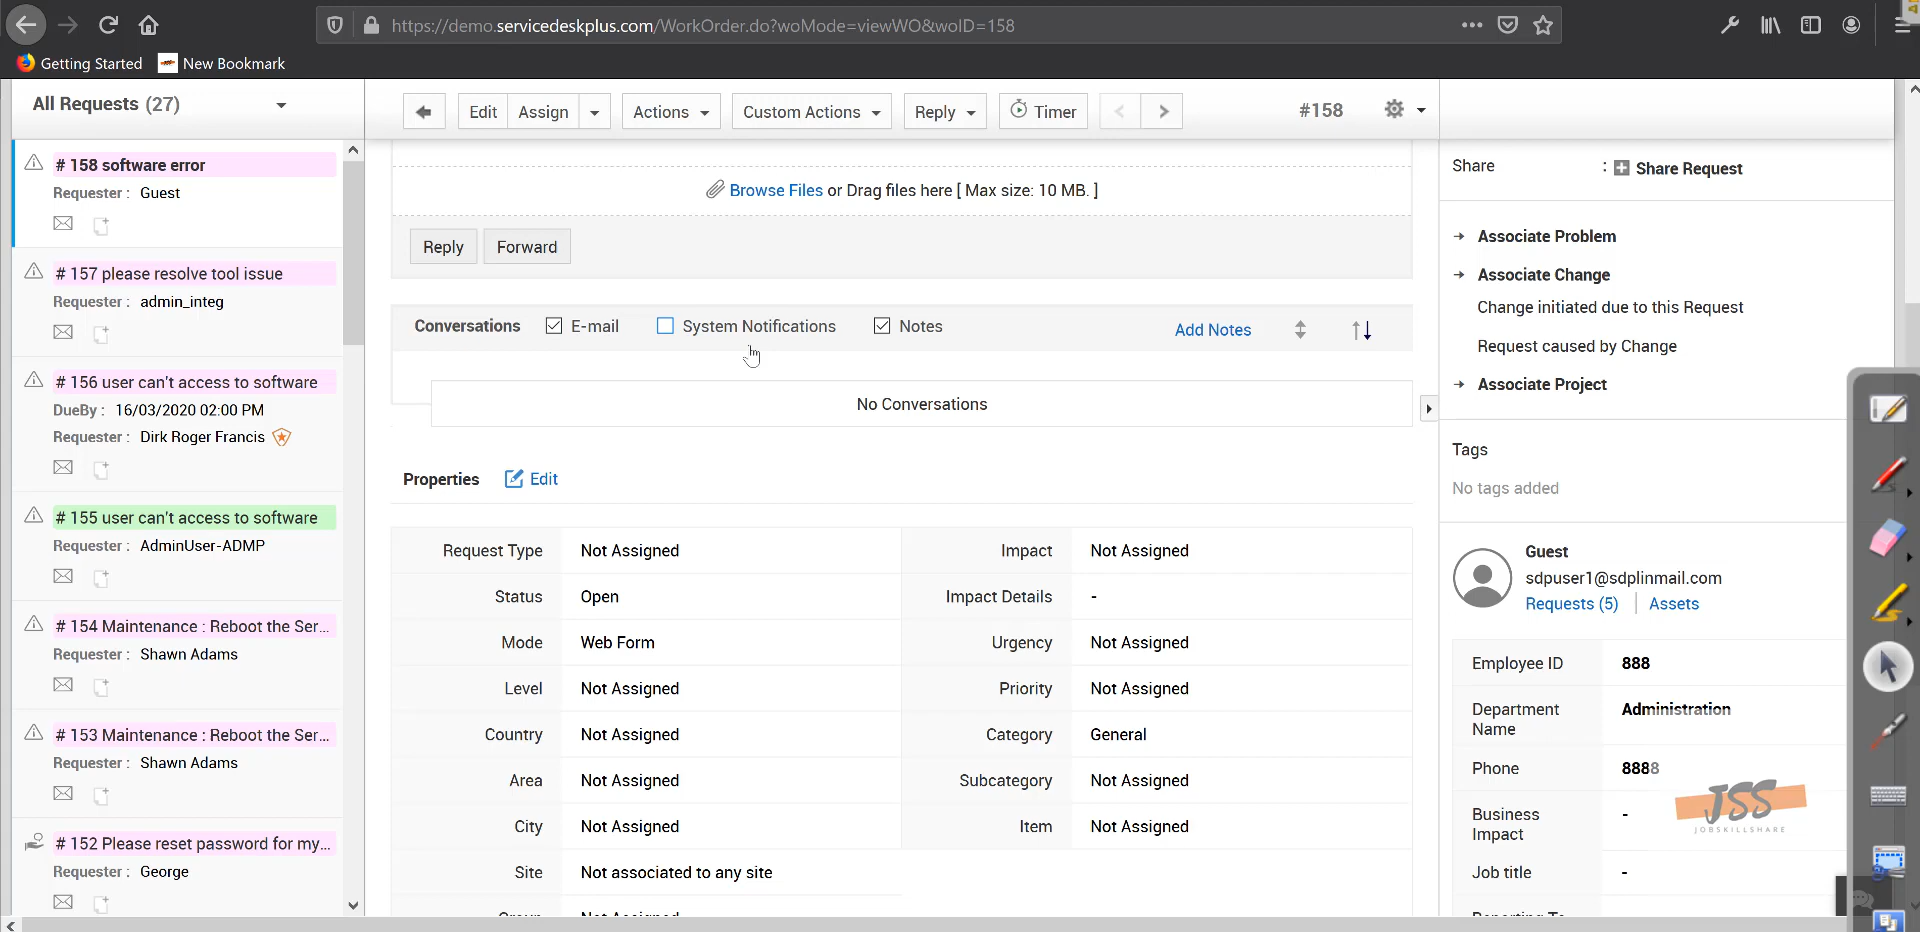 https://demo.servicedeskplus.com/WorkOrder.do?woMode=viewWO&woID=158
Getting Started
New Bookmark
All Requests (27)
# 158 software error
Requester : Guest
# 157 please resolve tool issue
Requester : admin_integ
# 156 user can't access to software
DueBy : 16/03/2020 02:00 PM
Requester : Dirk Roger Francis
# 155 user can't access to software
Requester : AdminUser-ADMP
# 154 Maintenance : Reboot the Ser...
Requester : Shawn Adams
# 153 Maintenance : Reboot the Ser...
Requester : Shawn Adams
# 152 Please reset password for my...
Requester : George
Edit
Assign
Actions
Custom Actions
Reply
Timer
#158
Browse Files or Drag files here [ Max size: 10 MB. ]
Reply
Forward
Conversations
E-mail
System Notifications
Notes
Add Notes
No Conversations
Properties
Edit
Request Type Not Assigned
Impact Not Assigned
Status Open
Impact Details -
Mode Web Form
Urgency Not Assigned
Level Not Assigned
Priority Not Assigned
Country Not Assigned
Category General
Area Not Assigned
Subcategory Not Assigned
City Not Assigned
Item Not Assigned
Site Not associated to any site
Group Not Assigned
Share : Share Request
Associate Problem
Associate Change
Change initiated due to this Request
Request caused by Change
Associate Project
Tags
No tags added
Guest
sdpuser1@sdplinmail.com
Requests (5) | Assets
Employee ID 888
Department Name Administration
Phone 8888
Business Impact -
Job title -
Reporting To
JSS
JOBSKILLSHARE